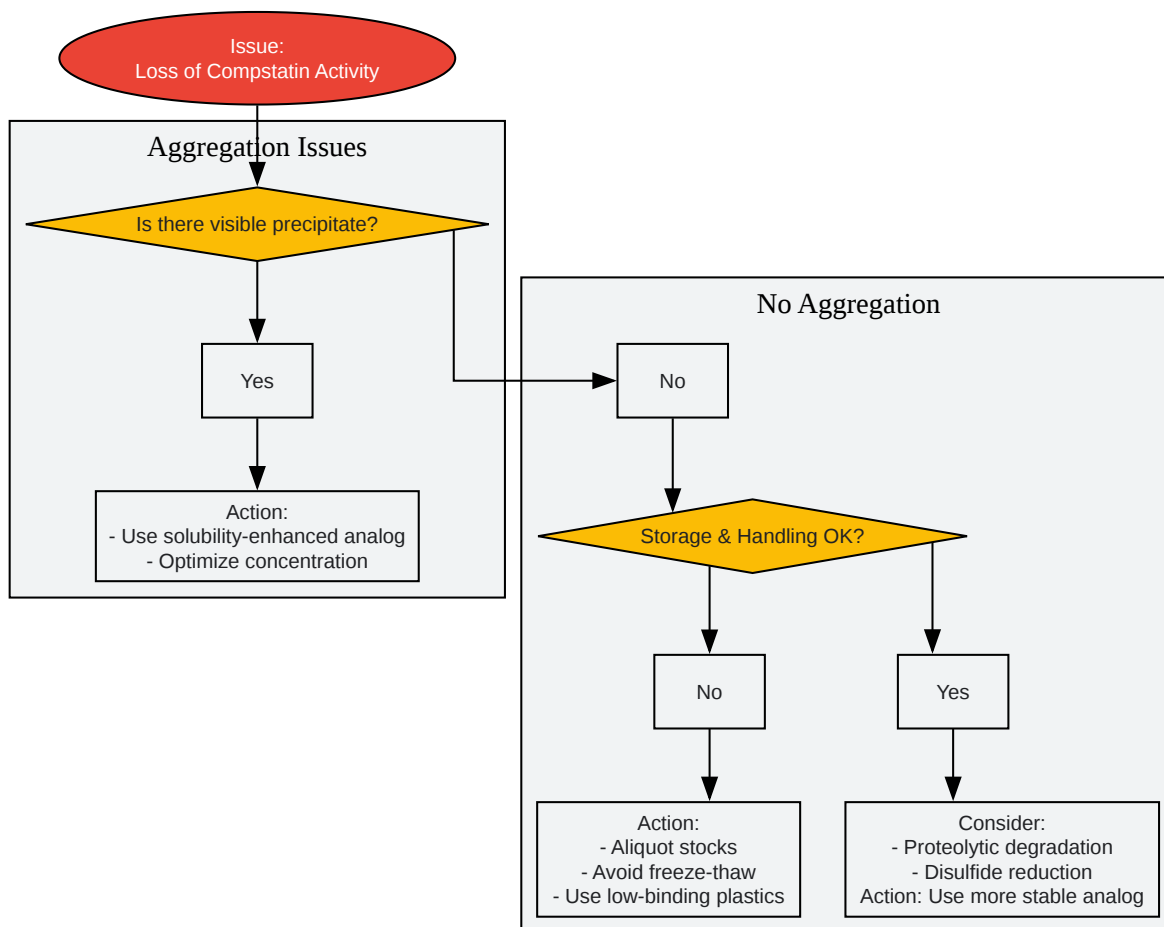 Issue:
Loss of Compstatin Activity
Aggregation Issues
Is there visible precipitate?
Yes
Action:
- Use solubility-enhanced analog
- Optimize concentration
No Aggregation
No
Storage & Handling OK?
No
Yes
Action:
- Aliquot stocks
- Avoid freeze-thaw
- Use low-binding plastics
Consider:
- Proteolytic degradation
- Disulfide reduction
Action: Use more stable analog